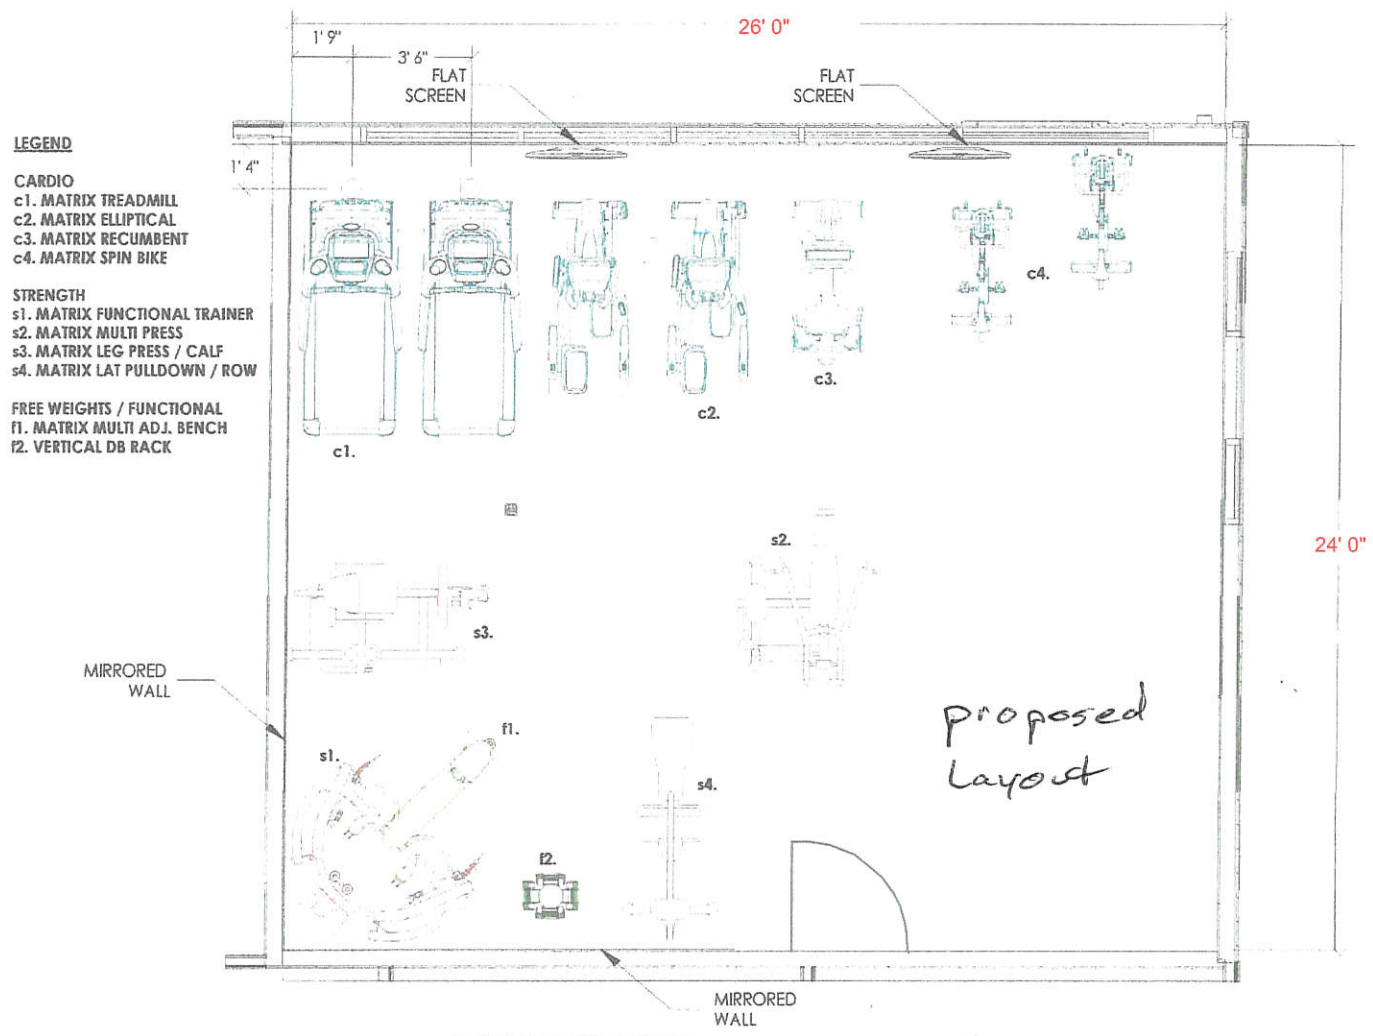 26' 0"
1' 9"
3' 6"
FLAT
SCREEN
FLAT
SCREEN
LEGEND
1' 4"
CARDIO
c1. MATRIX TREADMILL
c2. MATRIX ELLIPTICAL
c3. MATRIX RECUMBENT
c4. MATRIX SPIN BIKE
STRENGTH
s1. MATRIX FUNCTIONAL TRAINER
s2. MATRIX MULTI PRESS
s3. MATRIX LEG PRESS / CALF
s4. MATRIX LAT PULLDOWN / ROW
FREE WEIGHTS / FUNCTIONAL
f1. MATRIX MULTI ADJ. BENCH
f2. VERTICAL DB RACK
c4.
c3.
c2.
c1.
s2.
24' 0"
s3.
MIRRORED
WALL
proposed
Layout
f1.
s1.
s4.
f2.
MIRRORED
WALL